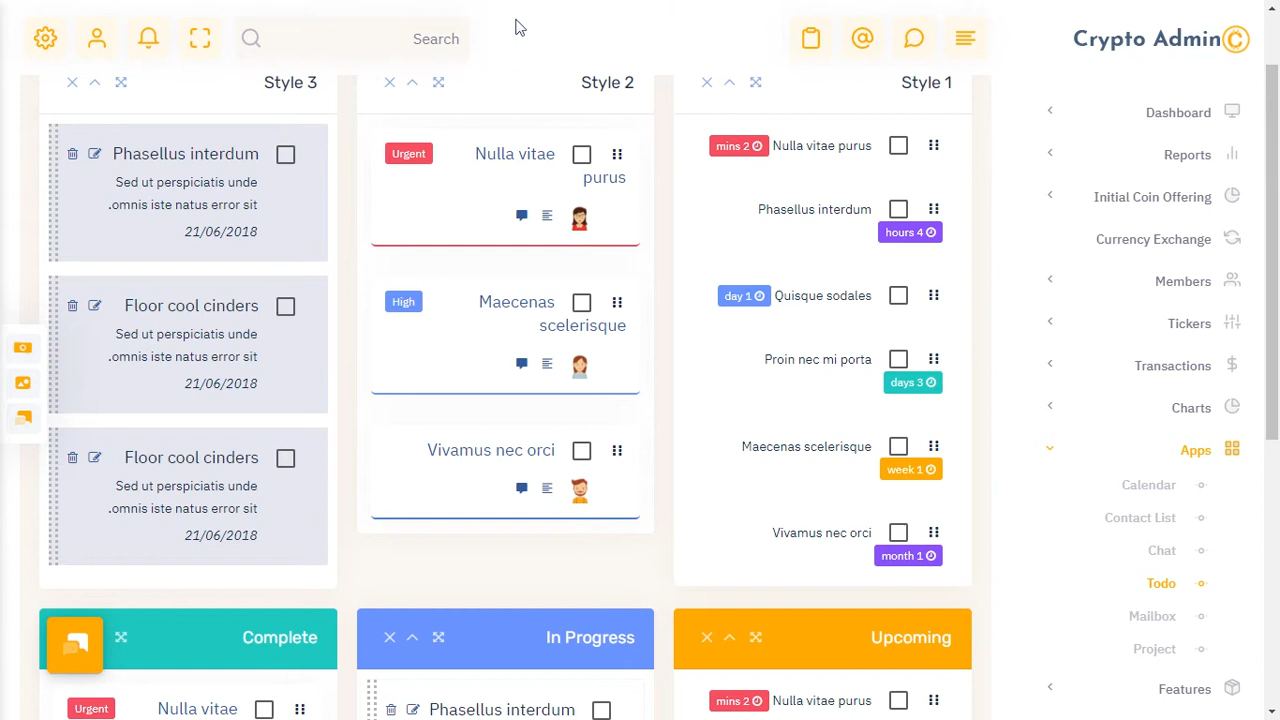 Search
Crypto Admin
Style 3
Style 2
Style 1
Phasellus interdum
Sed ut perspiciatis unde
.omnis iste natus error sit
21/06/2018
Floor cool cinders
Sed ut perspiciatis unde
.omnis iste natus error sit
21/06/2018
Floor cool cinders
Sed ut perspiciatis unde
.omnis iste natus error sit
21/06/2018
Urgent
Nulla vitae
purus
High
Maecenas
scelerisque
Vivamus nec orci
mins 2
Nulla vitae purus
Phasellus interdum
hours 4
day 1
Quisque sodales
Proin nec mi porta
days 3
Maecenas scelerisque
week 1
Vivamus nec orci
month 1
Complete
In Progress
Upcoming
Urgent
Nulla vitae
Phasellus interdum
mins 2
Nulla vitae purus
Dashboard
Reports
Initial Coin Offering
Currency Exchange
Members
Tickers
Transactions
Charts
Apps
Calendar
Contact List
Chat
Todo
Mailbox
Project
Features